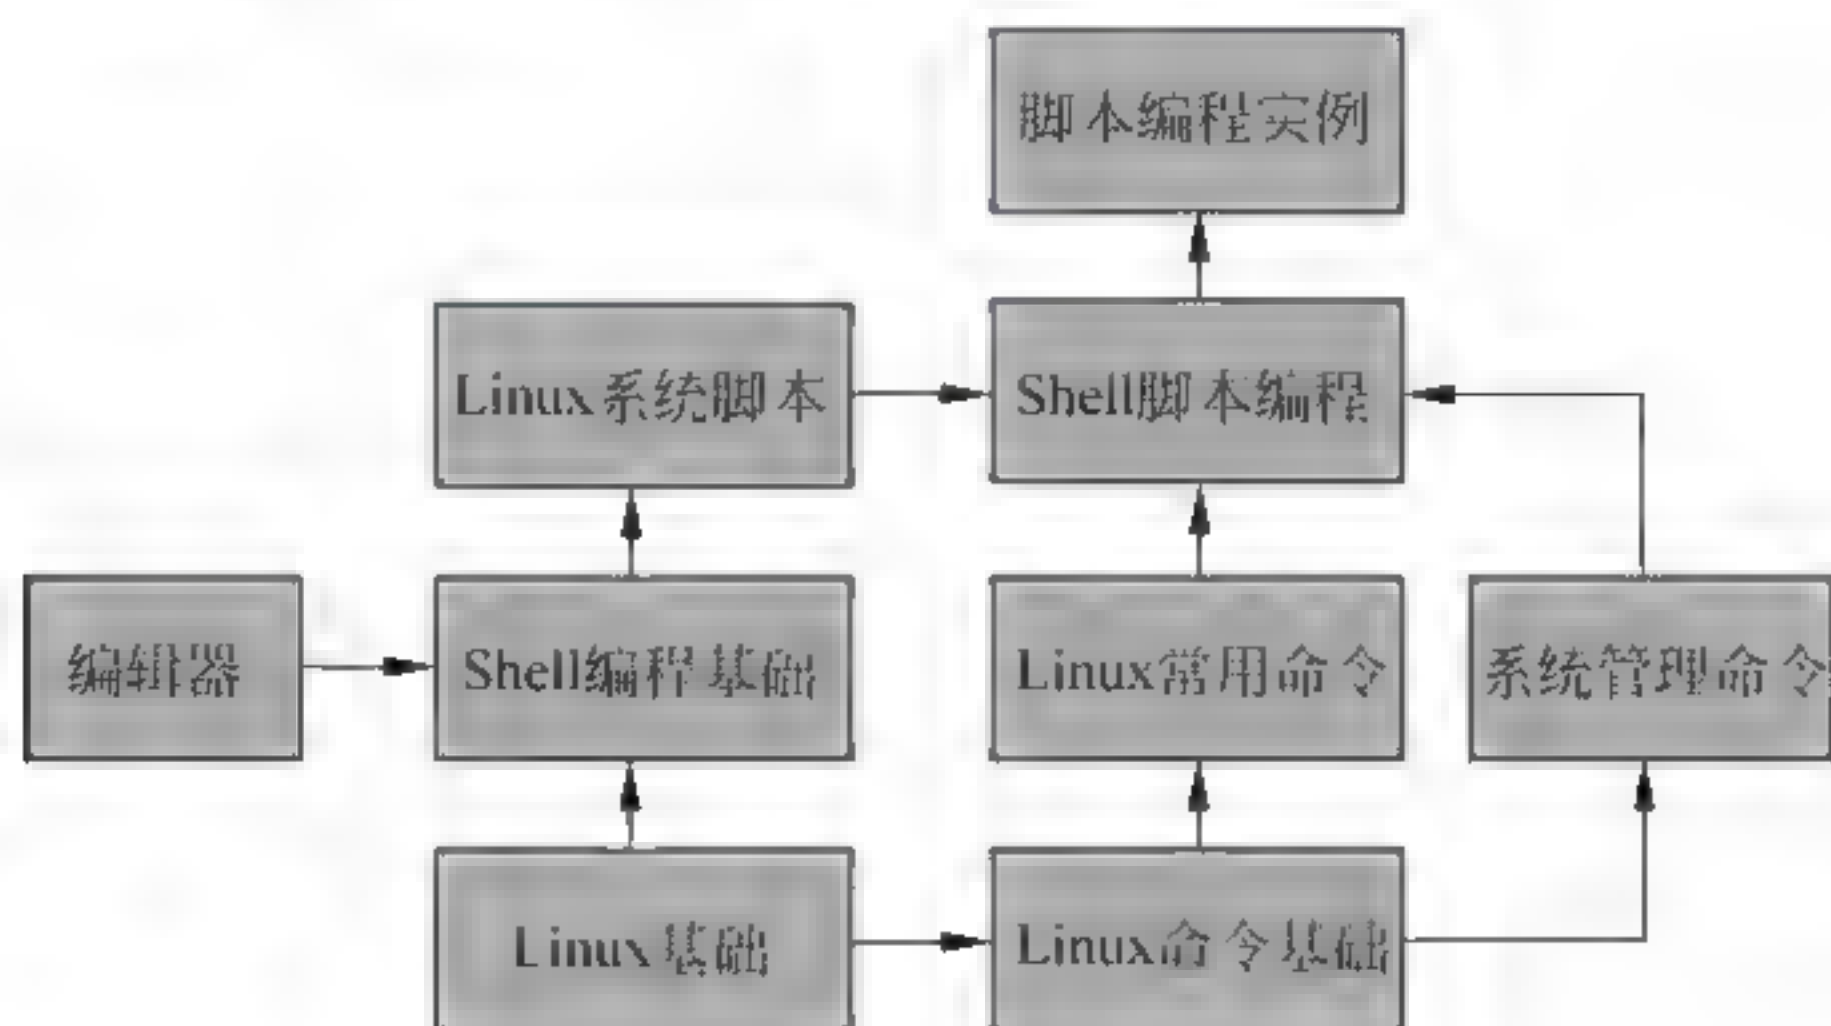 脚本编程实例
Linux系统脚本
Shell脚本编程
编辑器
Shell编程基础
Linux常用命令
系统管理命令
Linux基础
Linux命令基础